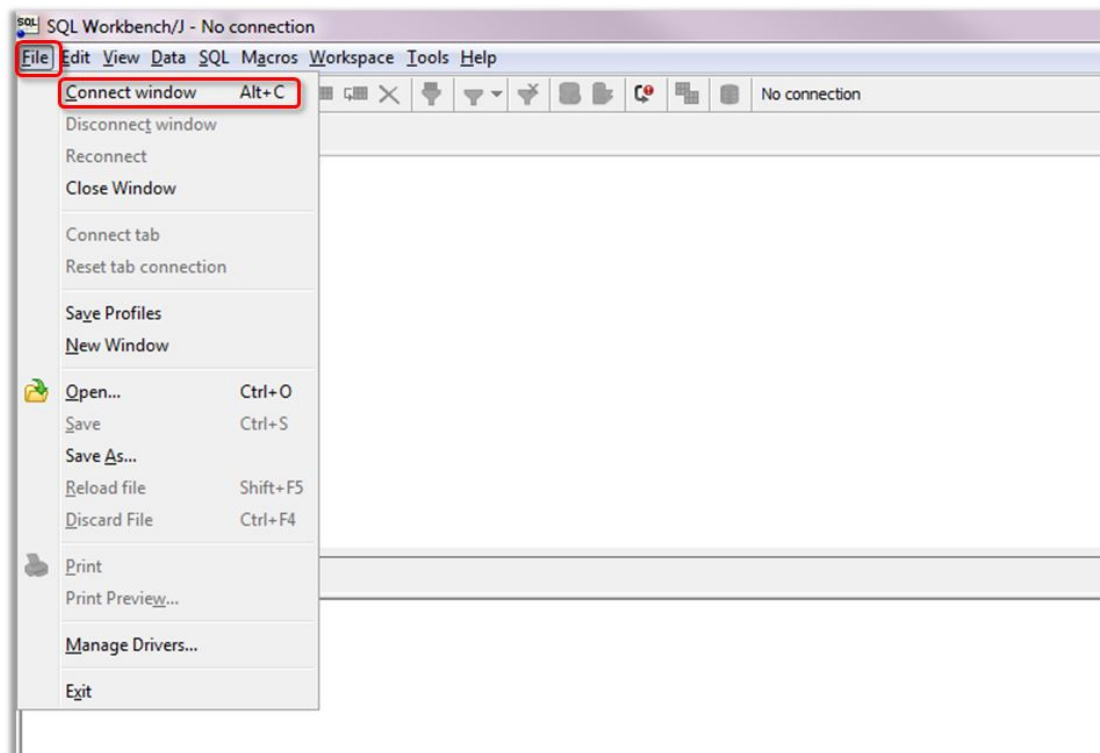 SQL
SQL Workbench/J - No connection
File Edit View Data SQL Macros Workspace Tools Help
Connect window Alt+C
No connection
Disconnect window
Reconnect
Close Window
Connect tab
Reset tab connection
Save Profiles
New Window
Open... Ctrl+O
Save Ctrl+S
Save As...
Reload file Shift+F5
Discard File Ctrl+F4
Print
Print Preview...
Manage Drivers...
Exit